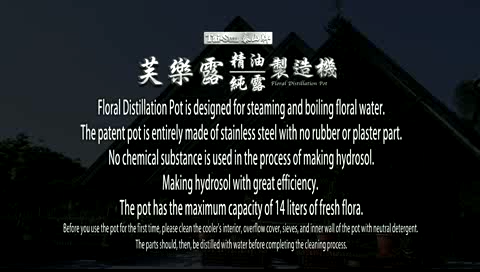 芙樂露 精油 純露 製造機
Floral Distillation Pot
Floral Distillation Pot is designed for steaming and boiling floral water.
The patent pot is entirely made of stainless steel with no rubber or plaster part.
No chemical substance is used in the process of making hydrosol.
Making hydrosol with great efficiency.
The pot has the maximum capacity of 14 liters of fresh flora.
Before you use the pot for the first time, please clean the cooler's interior, overflow cover, sieves, and inner wall of the pot with neutral detergent.
The parts should, then, be distilled with water before completing the cleaning process.